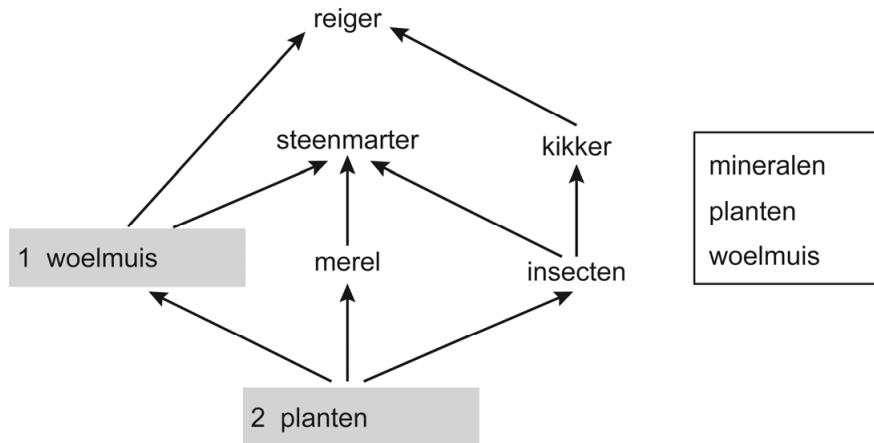 reiger
steenmarter
kikker
1 woelmuis
merel
insecten
2 planten
mineralen
planten
woelmuis